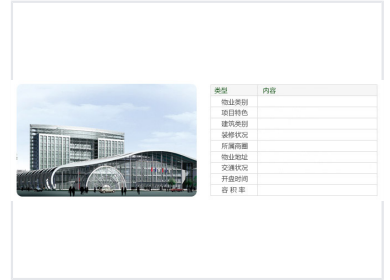 类型 内容
物业类别
项目特色
建筑类别
装修状况
所属商圈
物业地址
交通状况
开盘时间
容 积 率